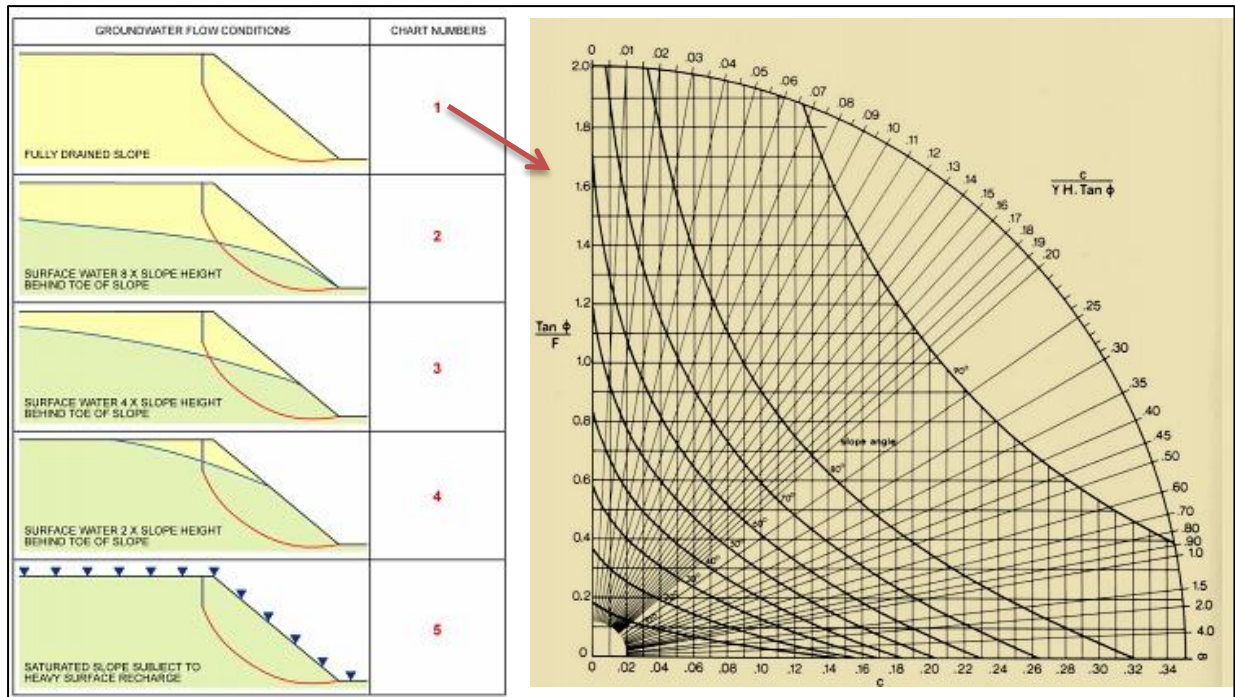 GROUNDWATER FLOW CONDITIONS
CHART NUMBERS
FULLY DRAINED SLOPE
1
SURFACE WATER 8 X SLOPE HEIGHT
BEHIND TOE OF SLOPE
2
SURFACE WATER 4 X SLOPE HEIGHT
BEHIND TOE OF SLOPE
3
SURFACE WATER 2 X SLOPE HEIGHT
BEHIND TOE OF SLOPE
4
SATURATED SLOPE SUBJECT TO
HEAVY SURFACE RECHARGE
5
0 .01 .02 .03 .04 .05 .06 .07 .08 .09 .10 .11 .12 .13 .14 .15 .16 .17 .18 .19 .20 .25 .30 .35 .40 .45 .50 .60 .70 .80 .90 1.0 1.5 2.0 4.0 ∞
c
Y H. Tan ϕ
2.0
1.8
1.6
1.4
1.2
Tan ϕ
F
1.0
0.8
0.6
0.4
0.2
0
slope angle
90°
80°
70°
60°
50°
40°
30°
0 .02 .04 .06 .08 .10 .12 .14 .16 .18 .20 .22 .24 .26 .28 .30 .32 .34
c